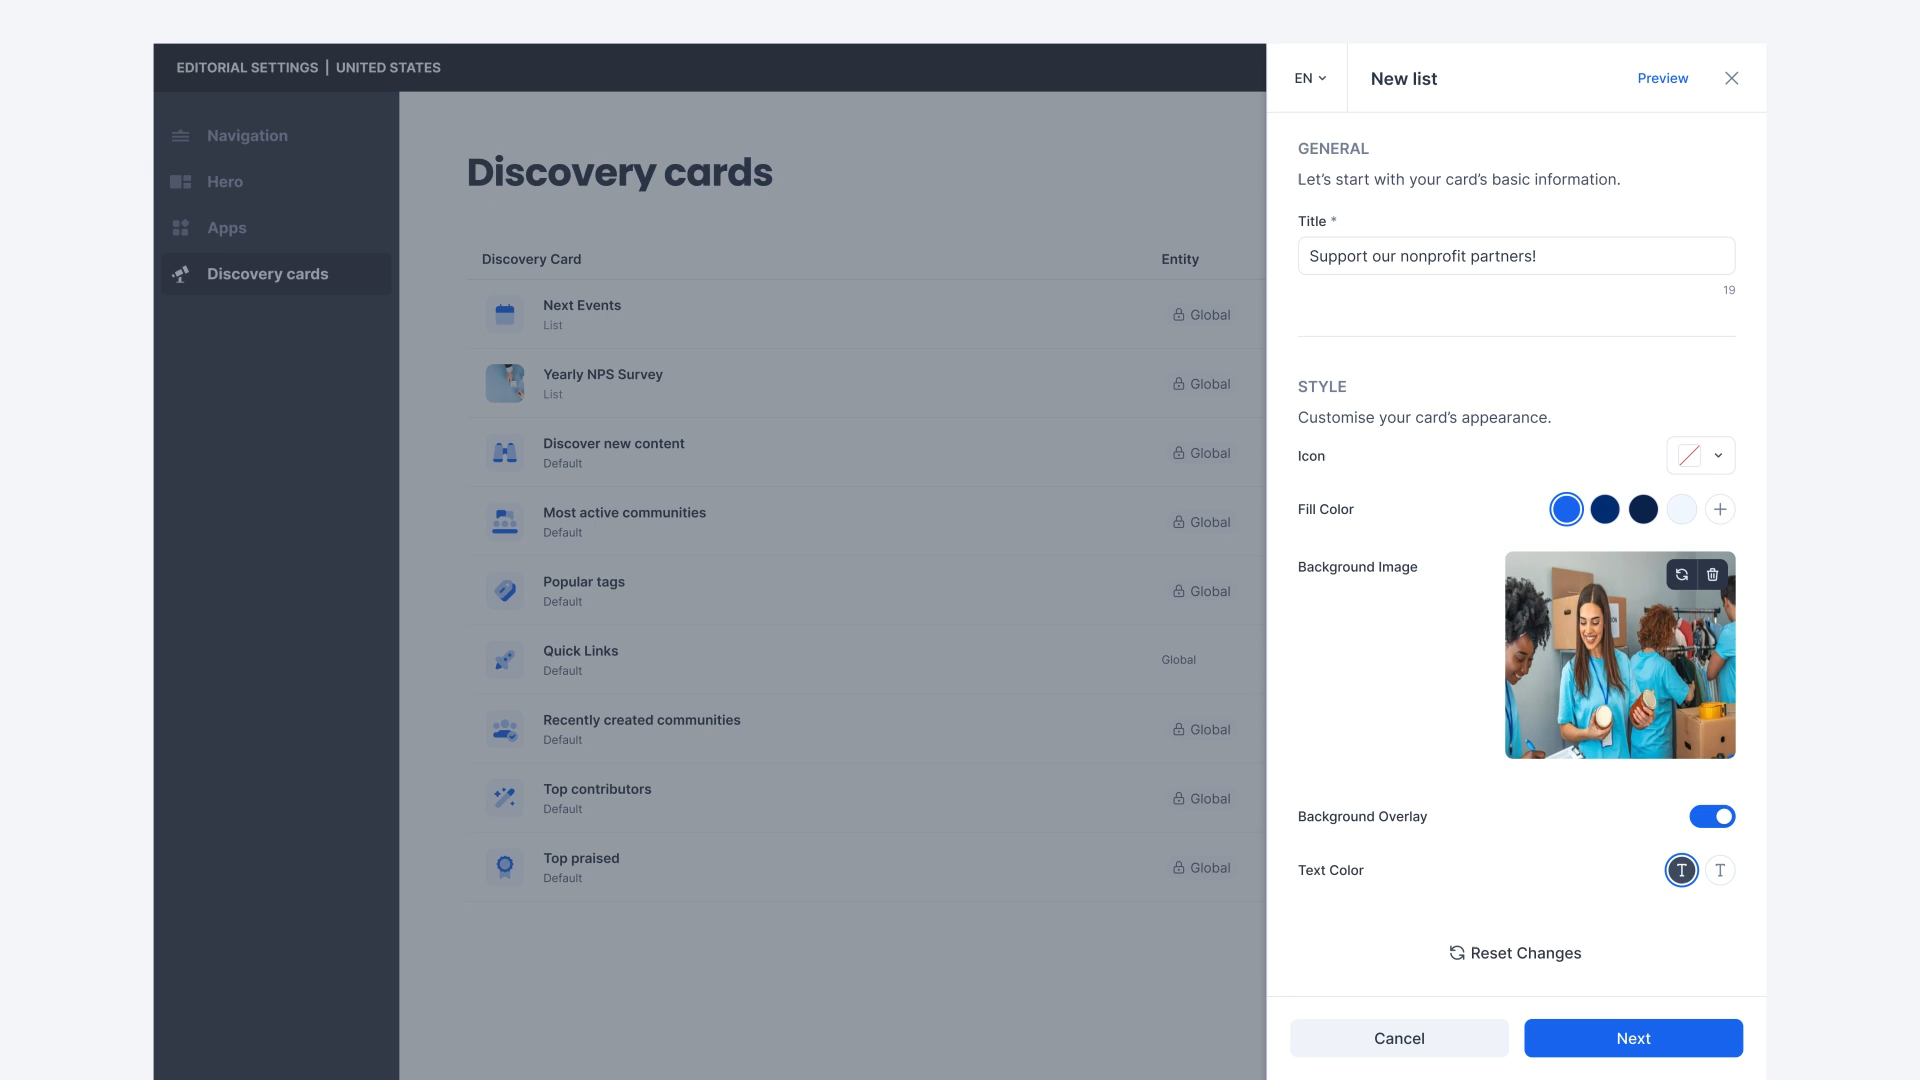 EDITORIAL SETTINGS | UNITED STATES
Navigation
Hero
Apps
Discovery cards
Discovery cards
Discovery Card Entity
Next Events
List
Global
Yearly NPS Survey
List
Global
Discover new content
Default
Global
Most active communities
Default
Global
Popular tags
Default
Global
Quick Links
Default
Global
Recently created communities
Default
Global
Top contributors
Default
Global
Top praised
Default
Global
EN New list Preview
GENERAL
Let’s start with your card’s basic information.
Title *
Support our nonprofit partners!
19
STYLE
Customise your card’s appearance.
Icon
Fill Color
Background Image
Background Overlay
Text Color T T
Reset Changes
Cancel Next